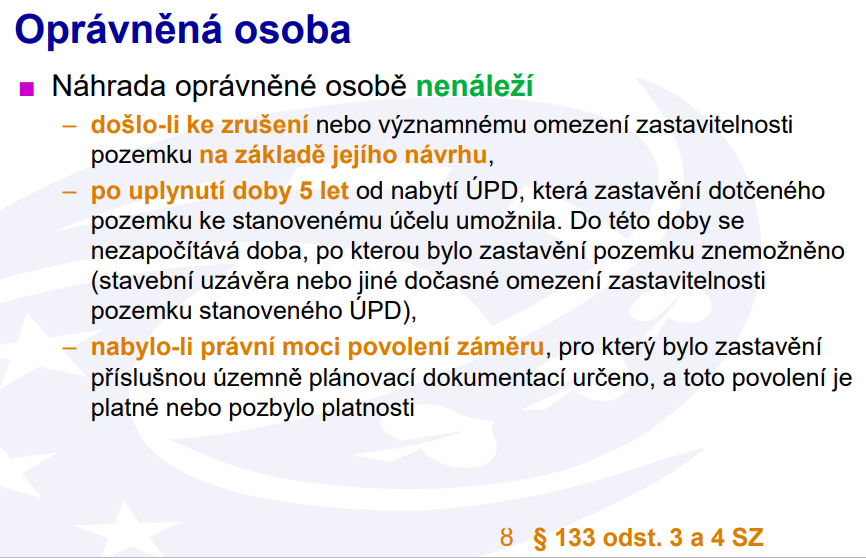 Oprávněná osoba
■ Náhrada oprávněné osobě nenáleží
– došlo-li ke zrušení nebo významnému omezení zastavitelnosti
pozemku na základě jejího návrhu,
– po uplynutí doby 5 let od nabytí ÚPD, která zastavění dotčeného
pozemku ke stanovenému účelu umožnila. Do této doby se
nezapočítává doba, po kterou bylo zastavění pozemku znemožněno
(stavební uzávěra nebo jiné dočasné omezení zastavitelnosti
pozemku stanoveného ÚPD),
– nabylo-li právní moci povolení záměru, pro který bylo zastavění
příslušnou územně plánovací dokumentací určeno, a toto povolení je
platné nebo pozbylo platnosti
8 § 133 odst. 3 a 4 SZ